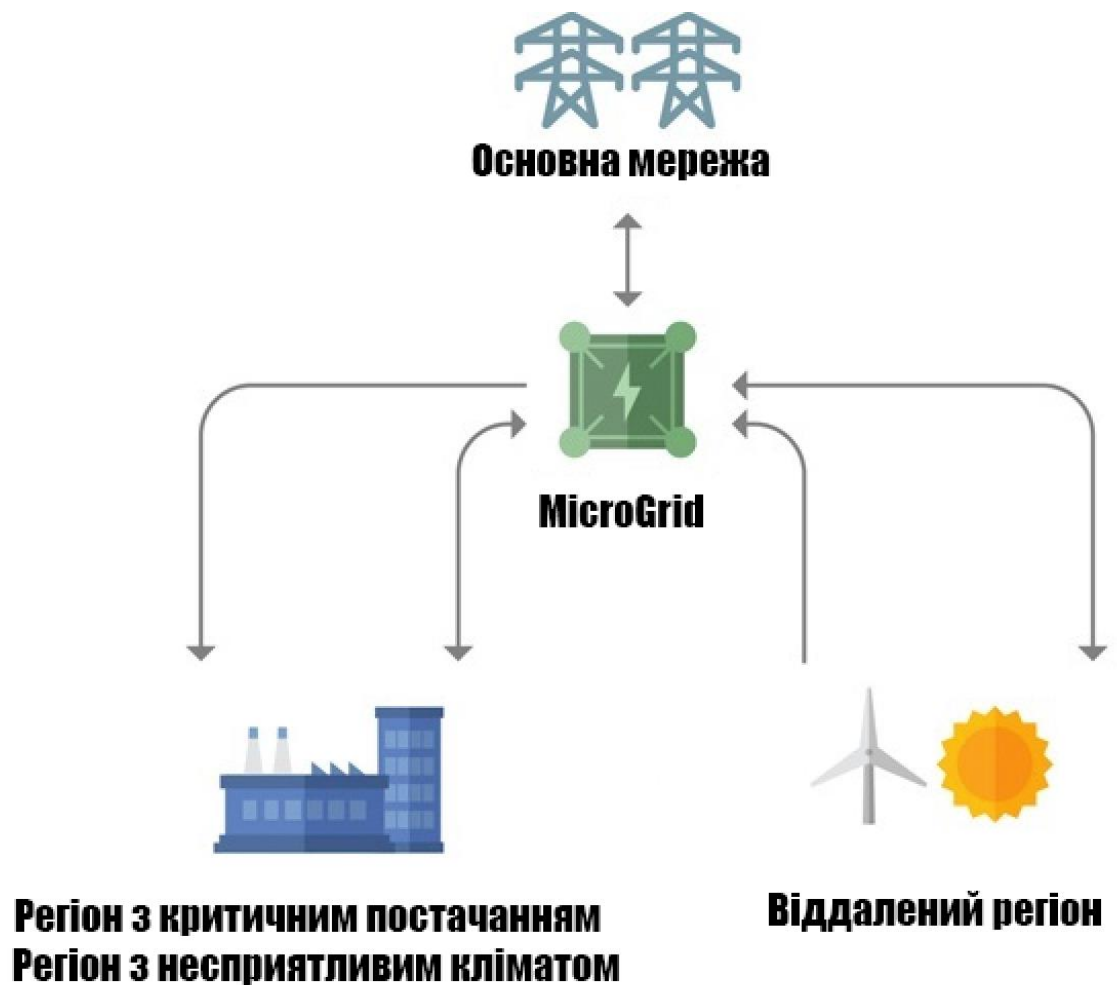 Основна мережа
MicroGrid
Регіон з критичним постачанням
Регіон з несприятливим кліматом
Віддалений регіон